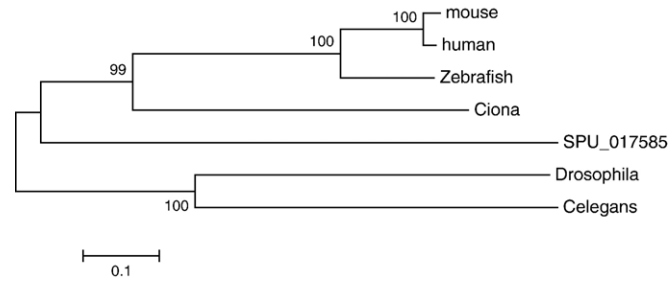 100 mouse
100 human
Zebrafish
99
Ciona
SPU_017585
Drosophila
100 Celegans
0.1